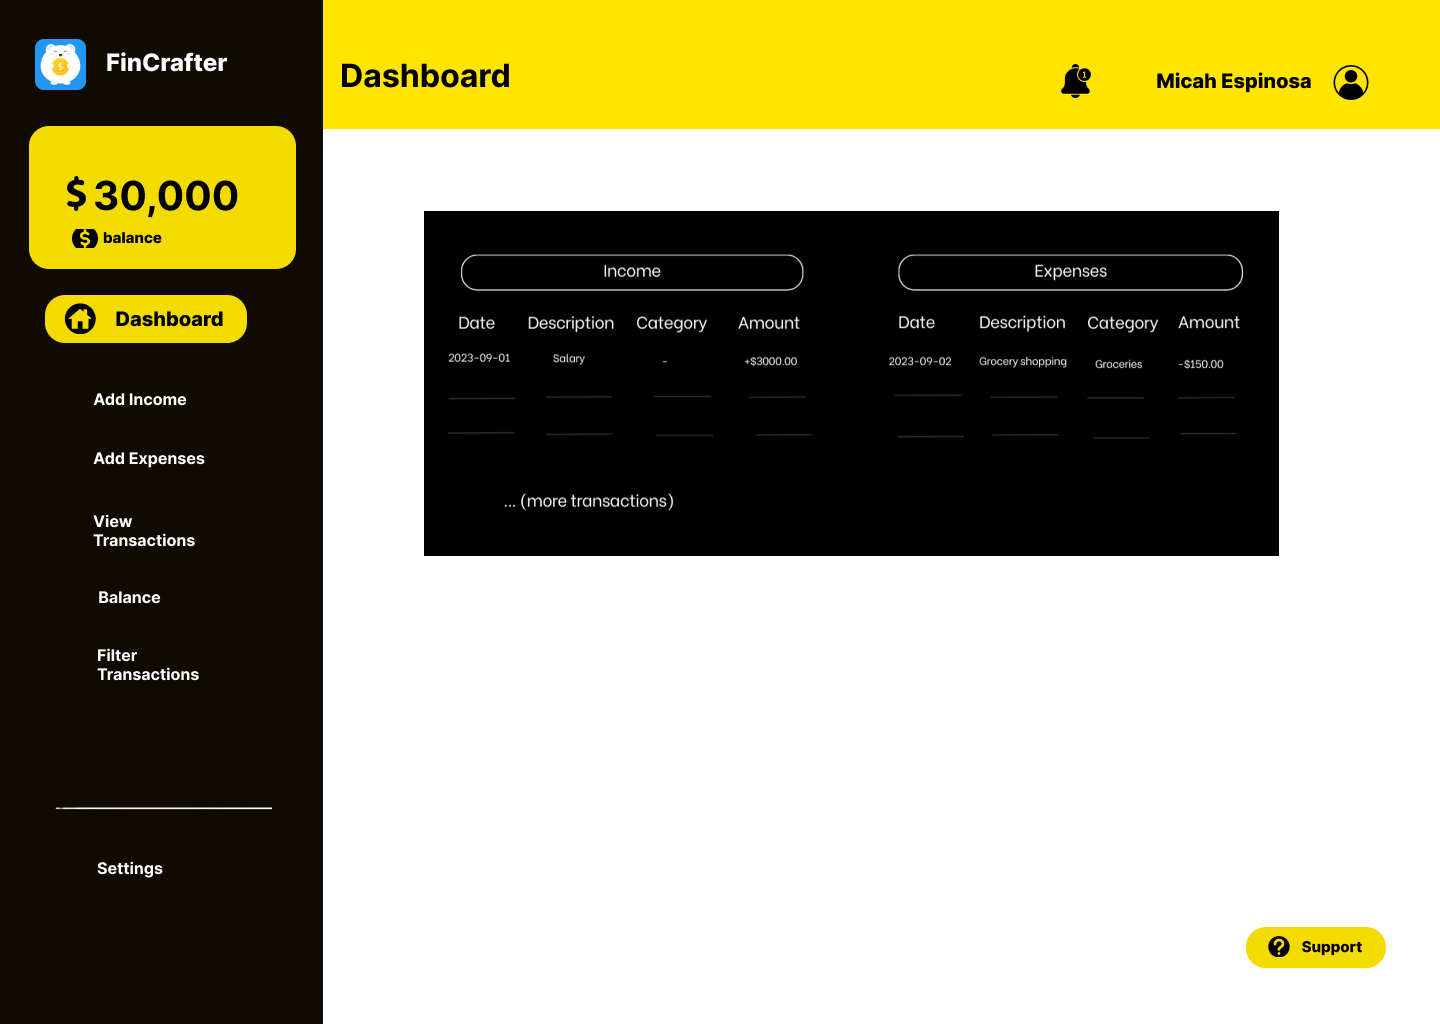 FinCrafter
$30,000
balance
Dashboard
Add Income
Add Expenses
View
Transactions
Balance
Filter
Transactions
Settings
Dashboard
1
Micah Espinosa
Income
Date Description Category Amount
2023-09-01 Salary - +$3000.00
... (more transactions)
Expenses
Date Description Category Amount
2023-09-02 Grocery shopping Groceries -$150.00
Support